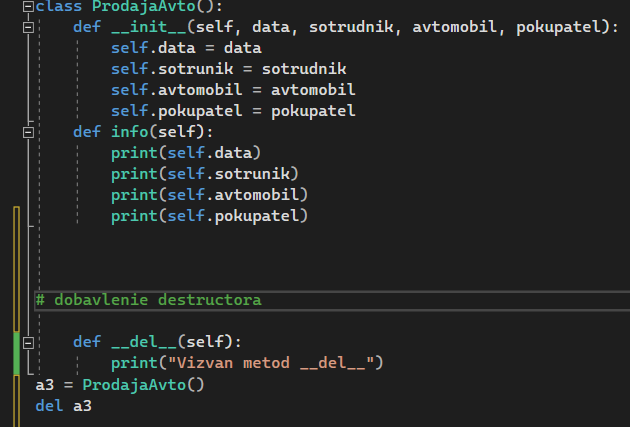 class ProdajaAvto():
    def __init__(self, data, sotrudnik, avtomobil, pokupatel):
        self.data = data
        self.sotrunik = sotrudnik
        self.avtomobil = avtomobil
        self.pokupatel = pokupatel
    def info(self):
        print(self.data)
        print(self.sotrunik)
        print(self.avtomobil)
        print(self.pokupatel)
# dobavlenie destructora
    def __del__(self):
        print("Vizvan metod __del__")
a3 = ProdajaAvto()
del a3